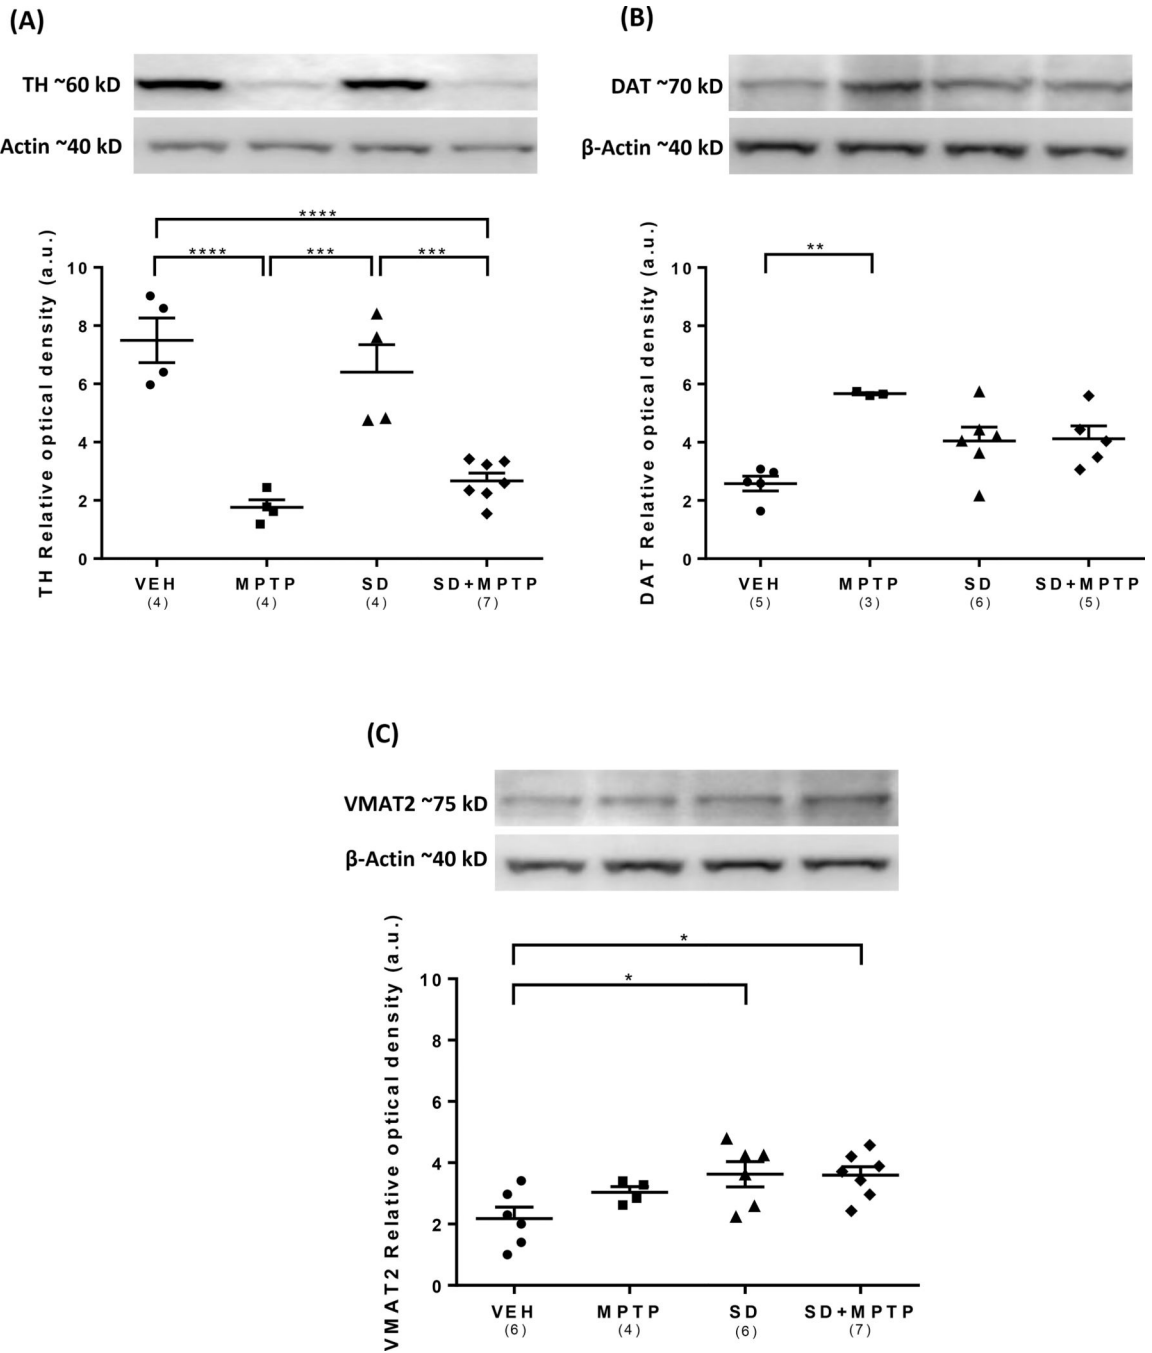 (A)
TH ~60 kD
Actin ~40 kD
****
**** *** ***
TH Relative optical density (a.u.)
10
8
6
4
2
0
VEH MPTP SD SD+MPTP
(4) (4) (4) (7)
(B)
DAT ~70 kD
β-Actin ~40 kD
**
DAT Relative optical density (a.u.)
10
8
6
4
2
0
VEH MPTP SD SD+MPTP
(5) (3) (6) (5)
(C)
VMAT2 ~75 kD
β-Actin ~40 kD
*
*
VMAT2 Relative optical density (a.u.)
10
8
6
4
2
0
VEH MPTP SD SD+MPTP
(6) (4) (6) (7)